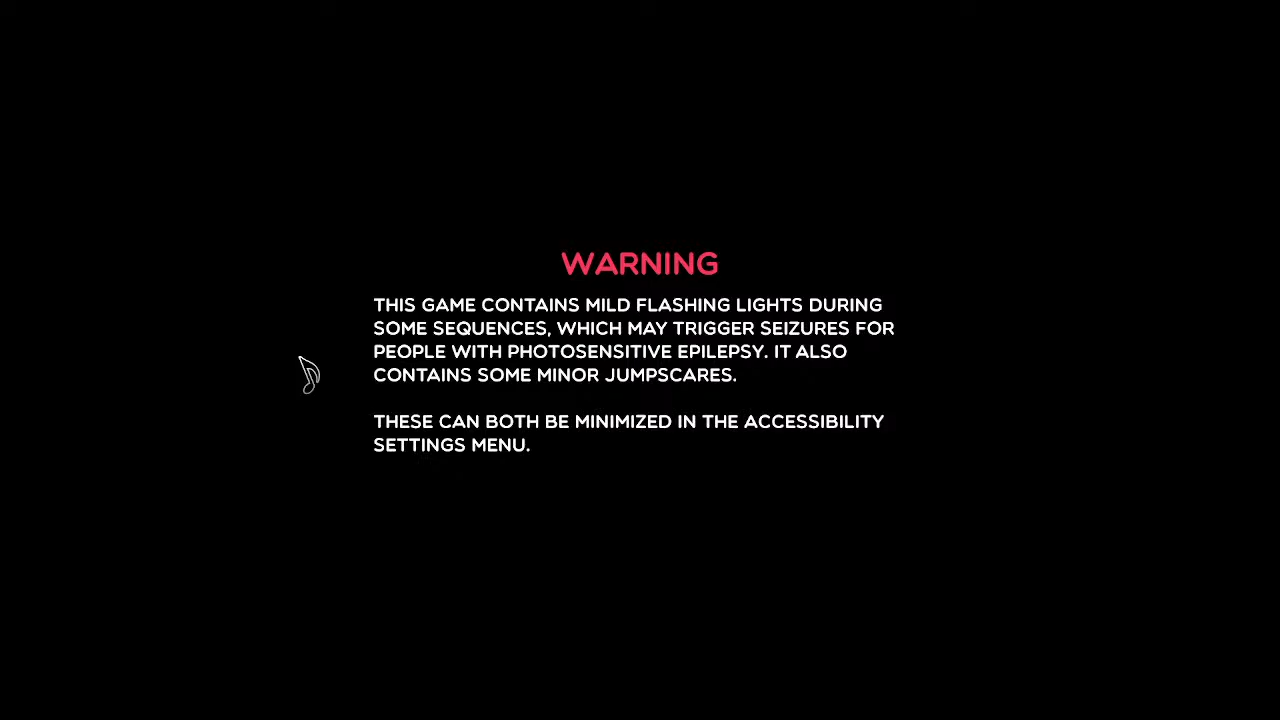 WARNING
THIS GAME CONTAINS MILD FLASHING LIGHTS DURING
SOME SEQUENCES, WHICH MAY TRIGGER SEIZURES FOR
PEOPLE WITH PHOTOSENSITIVE EPILEPSY. IT ALSO
CONTAINS SOME MINOR JUMPSCARES.
THESE CAN BOTH BE MINIMIZED IN THE ACCESSIBILITY
SETTINGS MENU.